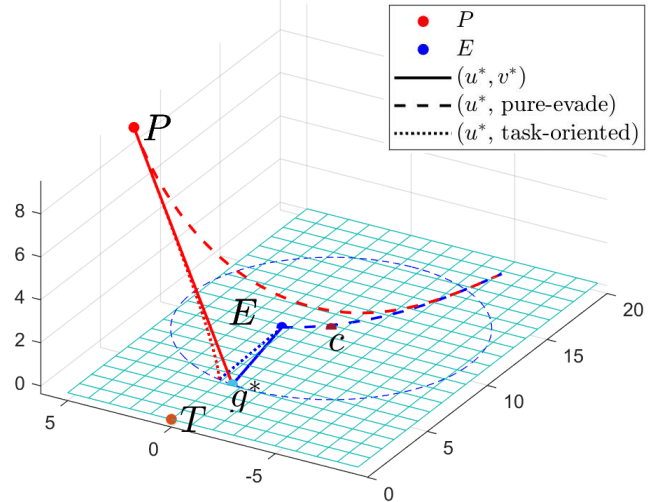 P
E
(u*, v*)
(u*, pure-evade)
(u*, task-oriented)
P
8
6
4
2
0
E
c
g*
T
5
0
-5
0
5
10
15
20